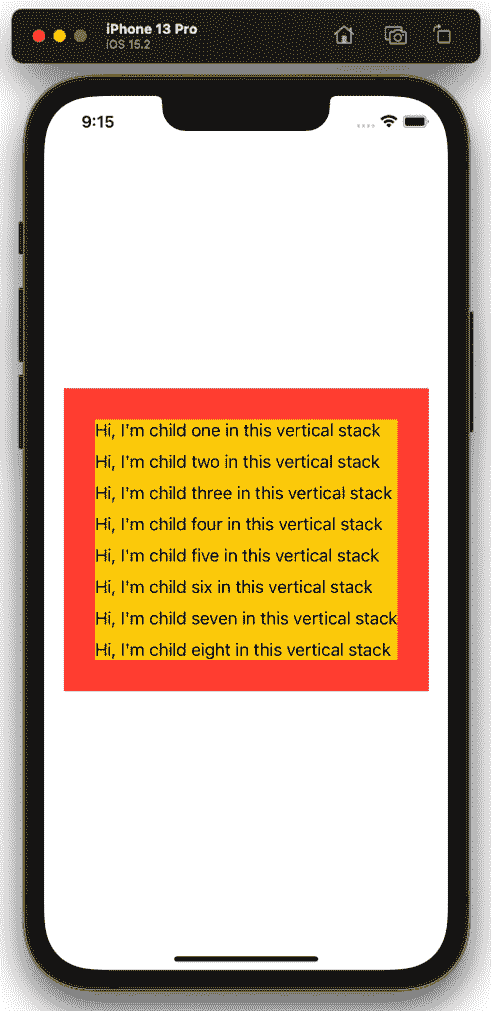 iPhone 13 Pro
iOS 15.2
9:15
Hi, I'm child one in this vertical stack
Hi, I'm child two in this vertical stack
Hi, I'm child three in this vertical stack
Hi, I'm child four in this vertical stack
Hi, I'm child five in this vertical stack
Hi, I'm child six in this vertical stack
Hi, I'm child seven in this vertical stack
Hi, I'm child eight in this vertical stack